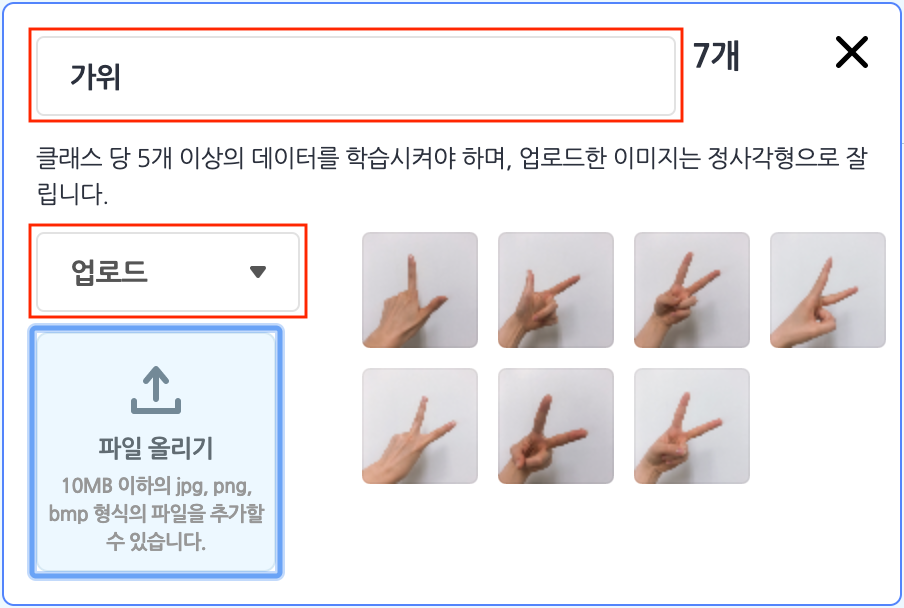 가위
7개
클래스 당 5개 이상의 데이터를 학습시켜야 하며, 업로드한 이미지는 정사각형으로 잘
립니다.
업로드
파일 올리기
10MB 이하의 jpg, png,
bmp 형식의 파일을 추가할
수 있습니다.